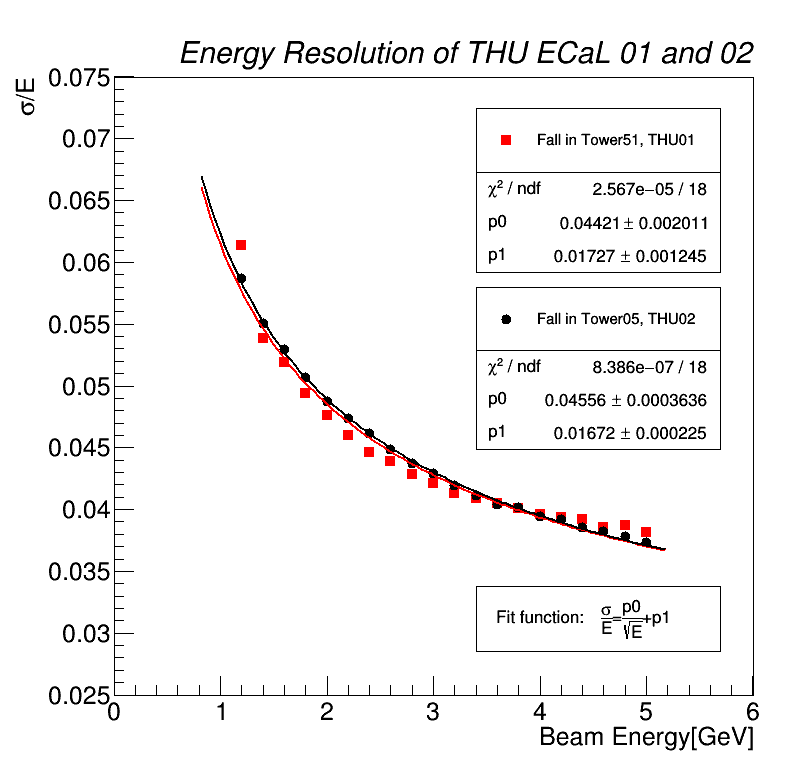 Energy Resolution of THU ECaL 01 and 02
σ/E
0.075
0.07
0.065
0.06
0.055
0.05
0.045
0.04
0.035
0.03
0.025
Fall in Tower51, THU01
χ² / ndf 2.567e−05 / 18
p0 0.04421 ± 0.002011
p1 0.01727 ± 0.001245
Fall in Tower05, THU02
χ² / ndf 8.386e−07 / 18
p0 0.04556 ± 0.0003636
p1 0.01672 ± 0.000225
Fit function: σ/E=p0/√E+p1
0 1 2 3 4 5 6
Beam Energy[GeV]